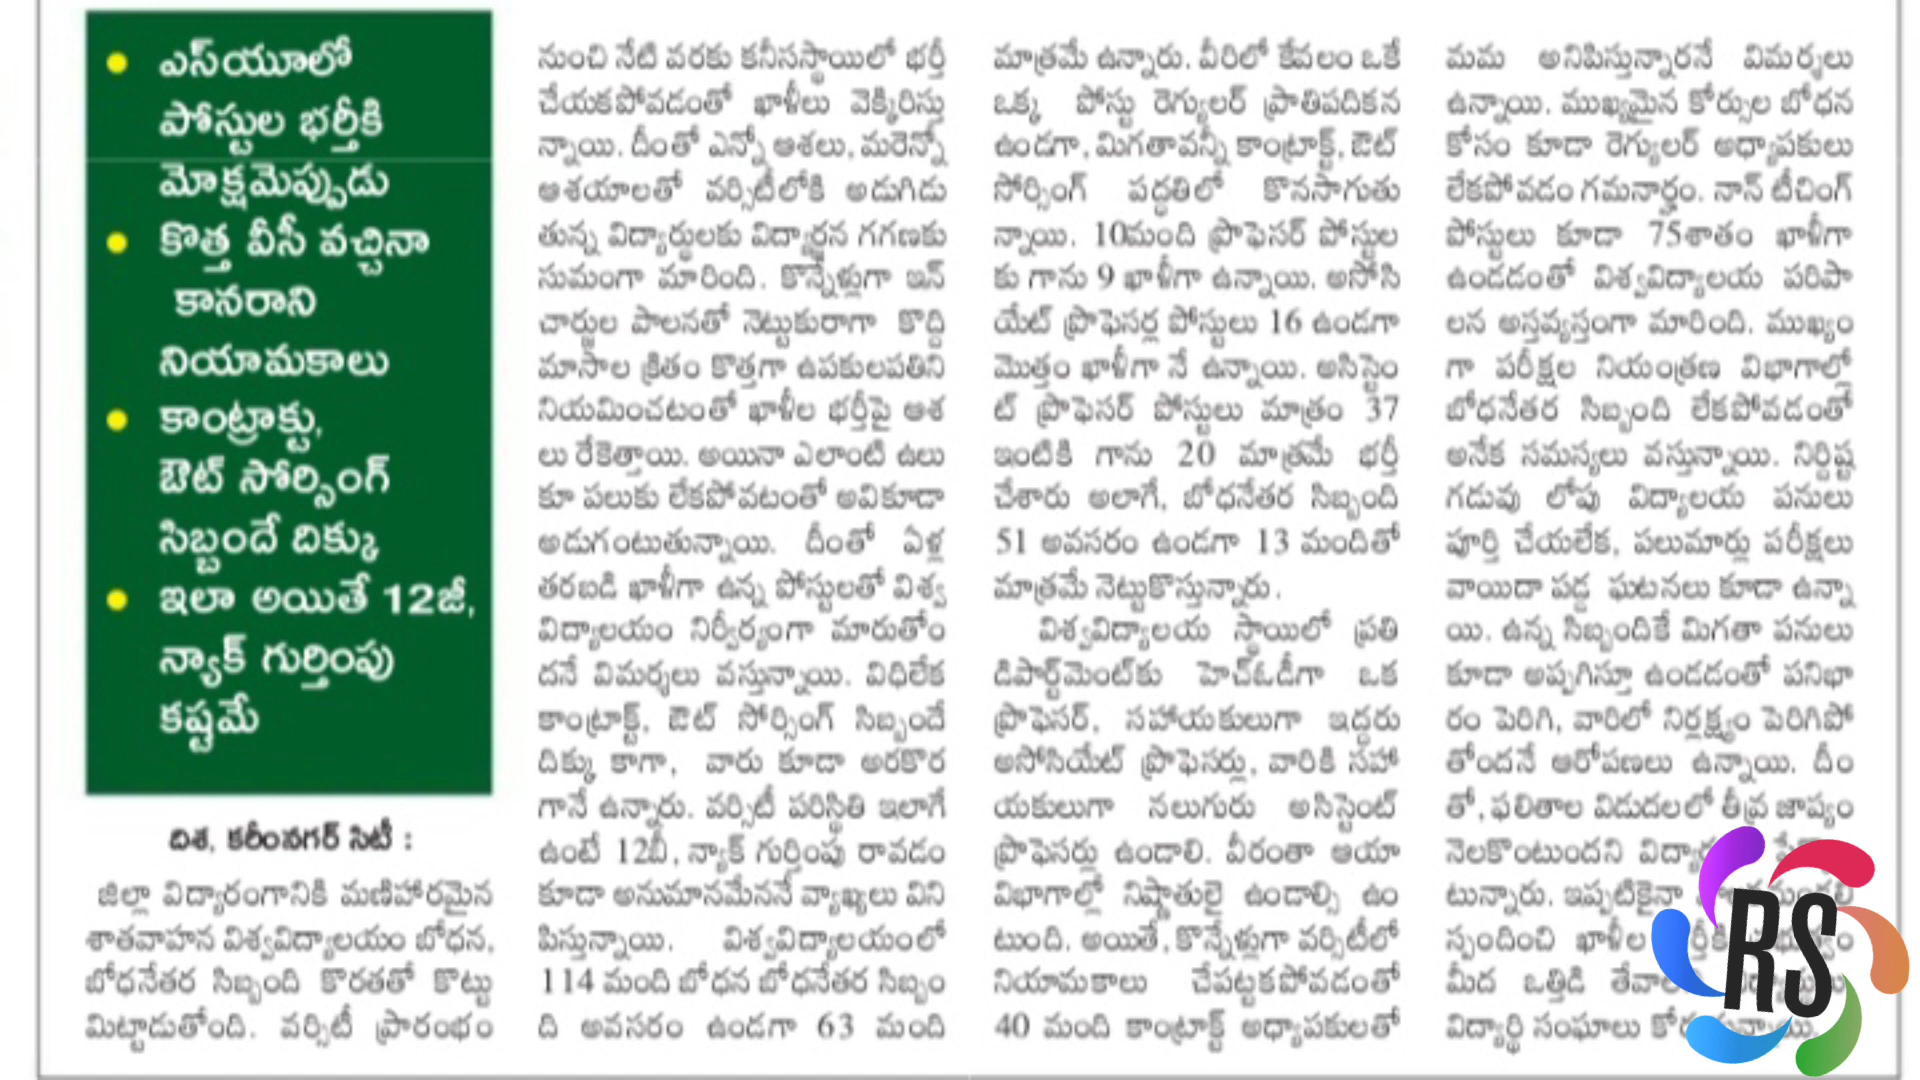 ఎస్‌యూలో
పోస్టుల భర్తీకి
మోక్షమెప్పుడు
కొత్త వీసీ వచ్చినా
కానరాని
నియామకాలు
కాంట్రాక్టు,
ఔట్ సోర్సింగ్
సిబ్బందే దిక్కు
ఇలా అయితే 12జీ,
న్యాక్ గుర్తింపు
కష్టమే
దిశ, కరీంనగర్ సిటీ :
జిల్లా విద్యారంగానికి మణిహారమైన
శాతవాహన విశ్వవిద్యాలయం బోధన,
బోధనేతర సిబ్బంది కొరతతో కొట్టు
మిట్టాడుతోంది. వర్సిటీ ప్రారంభం
నుంచి నేటి వరకు కనీసస్థాయిలో భర్తీ
చేయకపోవడంతో ఖాళీలు వెక్కిరిస్తు
న్నాయి. దీంతో ఎన్నో ఆశలు, మరెన్నో
ఆశయాలతో వర్సిటీలోకి అడుగిడు
తున్న విద్యార్థులకు విద్యార్జన గగణకు
సుమంగా మారింది. కొన్నేళ్లుగా ఇన్
చార్జుల పాలనతో నెట్టుకురాగా కొద్ది
మాసాల క్రితం కొత్తగా ఉపకులపతిని
నియమించటంతో ఖాళీల భర్తీపై ఆశ
లు రేకెత్తాయి. అయినా ఎలాంటి ఉలు
కూ పలుకు లేకపోవటంతో అవికూడా
అడుగంటుతున్నాయి. దీంతో ఏళ్ల
తరబడి ఖాళీగా ఉన్న పోస్టులతో విశ్వ
విద్యాలయం నిర్వీర్యంగా మారుతోం
దనే విమర్శలు వస్తున్నాయి. విధిలేక
కాంట్రాక్ట్, ఔట్ సోర్సింగ్ సిబ్బందే
దిక్కు కాగా, వారు కూడా అరకొర
గానే ఉన్నారు. వర్సిటీ పరిస్థితి ఇలాగే
ఉంటే 12బీ, న్యాక్ గుర్తింపు రావడం
కూడా అనుమానమేననే వ్యాఖ్యలు విని
పిస్తున్నాయి. విశ్వవిద్యాలయంలో
114 మంది బోధన బోధనేతర సిబ్బం
ది అవసరం ఉండగా 63 మంది
మాత్రమే ఉన్నారు. వీరిలో కేవలం ఒకే
ఒక్క పోస్టు రెగ్యులర్ ప్రాతిపదికన
ఉండగా, మిగతావన్నీ కాంట్రాక్ట్, ఔట్
సోర్సింగ్ పద్ధతిలో కొనసాగుతు
న్నాయి. 10మంది ప్రొఫెసర్ పోస్టుల
కు గాను 9 ఖాళీగా ఉన్నాయి. అసోసి
యేట్ ప్రొఫెసర్ల పోస్టులు 16 ఉండగా
మొత్తం ఖాళీగా నే ఉన్నాయి. అసిస్టెం
ట్ ప్రొఫెసర్ పోస్టులు మాత్రం 37
ఇంటికి గాను 20 మాత్రమే భర్తీ
చేశారు అలాగే, బోధనేతర సిబ్బంది
51 అవసరం ఉండగా 13 మందితో
మాత్రమే నెట్టుకొస్తున్నారు.
విశ్వవిద్యాలయ స్థాయిలో ప్రతి
డిపార్ట్‌మెంట్‌కు హెచ్ఓడీగా ఒక
ప్రొఫెసర్, సహాయకులుగా ఇద్దరు
అసోసియేట్ ప్రొఫెసర్లు, వారికి సహా
యకులుగా నలుగురు అసిస్టెంట్
ప్రొఫెసర్లు ఉండాలి. వీరంతా ఆయా
విభాగాల్లో నిష్ణాతులై ఉండాల్సి ఉం
టుంది. అయితే, కొన్నేళ్లుగా వర్సిటీలో
నియామకాలు చేపట్టకపోవడంతో
40 మంది కాంట్రాక్ట్ అధ్యాపకులతో
మమ అనిపిస్తున్నారనే విమర్శలు
ఉన్నాయి. ముఖ్యమైన కోర్సుల బోధన
కోసం కూడా రెగ్యులర్ అధ్యాపకులు
లేకపోవడం గమనార్హం. నాన్ టీచింగ్
పోస్టులు కూడా 75శాతం ఖాళీగా
ఉండడంతో విశ్వవిద్యాలయ పరిపా
లన అస్తవ్యస్తంగా మారింది. ముఖ్యం
గా పరీక్షల నియంత్రణ విభాగాల్లో
బోధనేతర సిబ్బంది లేకపోవడంతో
అనేక సమస్యలు వస్తున్నాయి. నిర్దిష్ట
గడువు లోపు విద్యాలయ పనులు
పూర్తి చేయలేక, పలుమార్లు పరీక్షలు
వాయిదా పడ్డ ఘటనలు కూడా ఉన్నా
యి. ఉన్న సిబ్బందికే మిగతా పనులు
కూడా అప్పగిస్తూ ఉండడంతో పనిభా
రం పెరిగి, వారిలో నిర్లక్ష్యం పెరిగిపో
తోందనే ఆరోపణలు ఉన్నాయి. దీం
తో, ఫలితాల విడుదలలో తీవ్ర జాప్యం
నెలకొంటుందని
టున్నారు. ఇప్పటికైనా
స్పందించి ఖాళీల
మీద ఒత్తిడి
విద్యార్థి సంఘాలు
RS